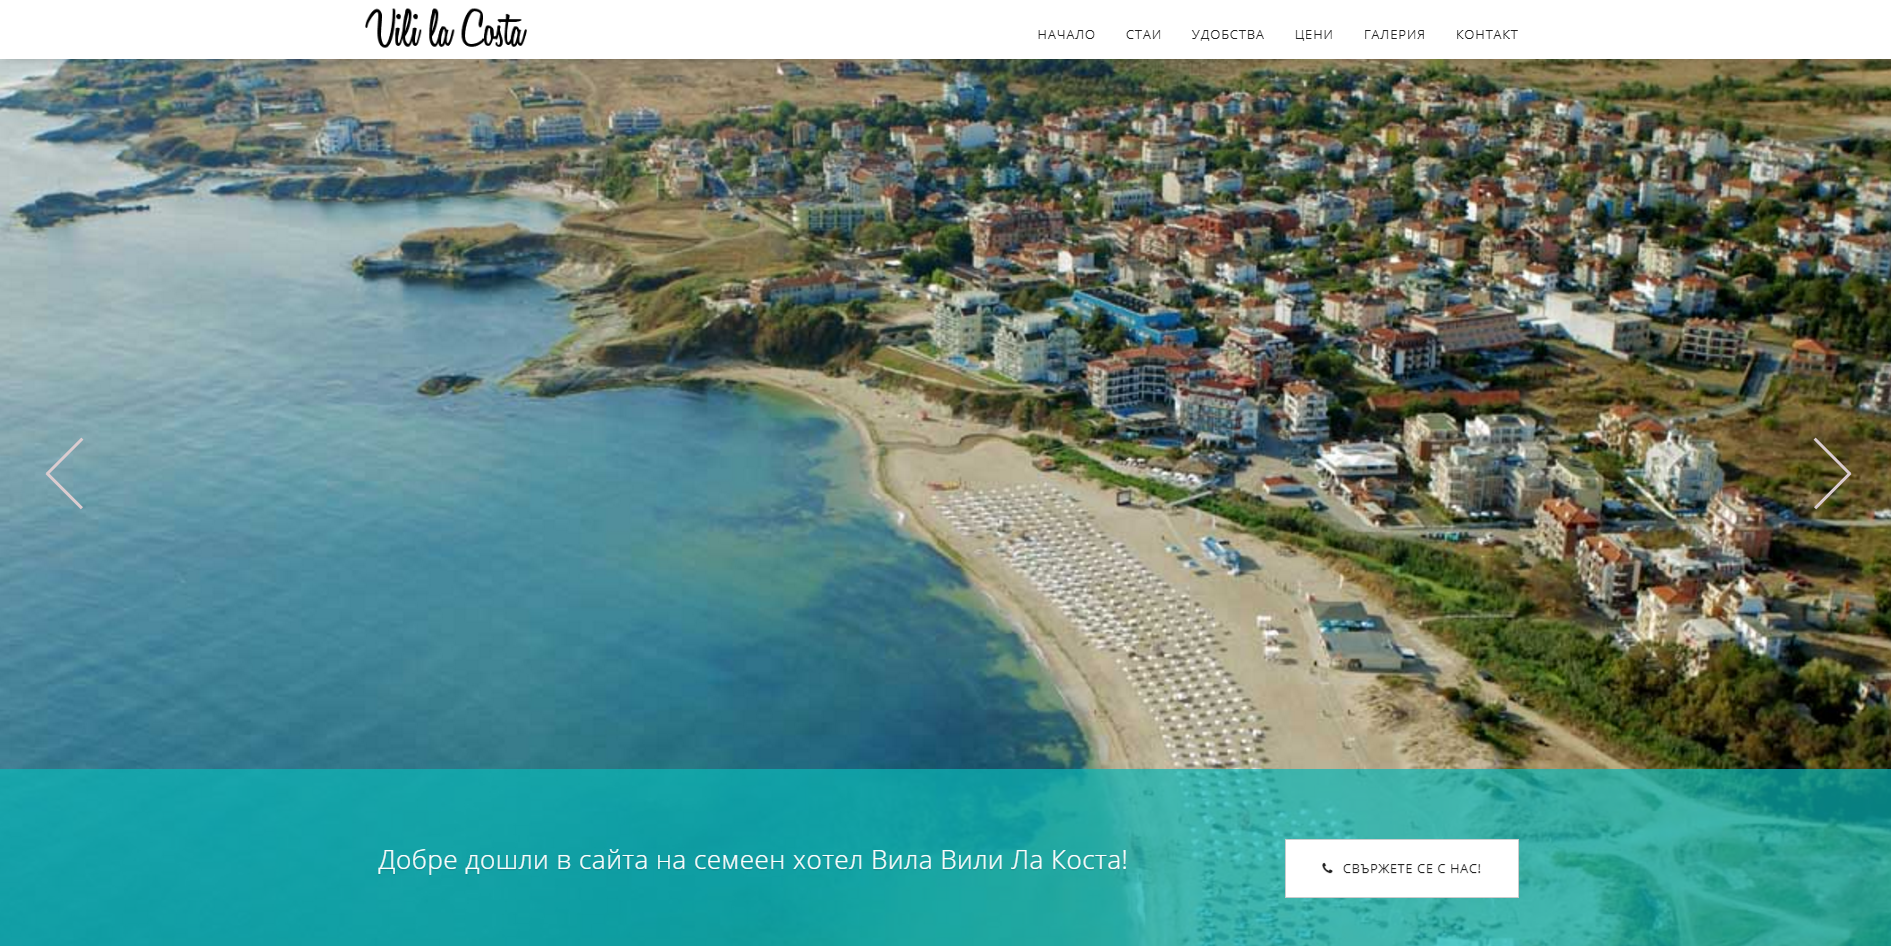 Vili la Costa
НАЧАЛО СТАИ УДОБСТВА ЦЕНИ ГАЛЕРИЯ КОНТАКТ
Добре дошли в сайта на семеен хотел Вила Вили Ла Коста!
СВЪРЖЕТЕ СЕ С НАС!